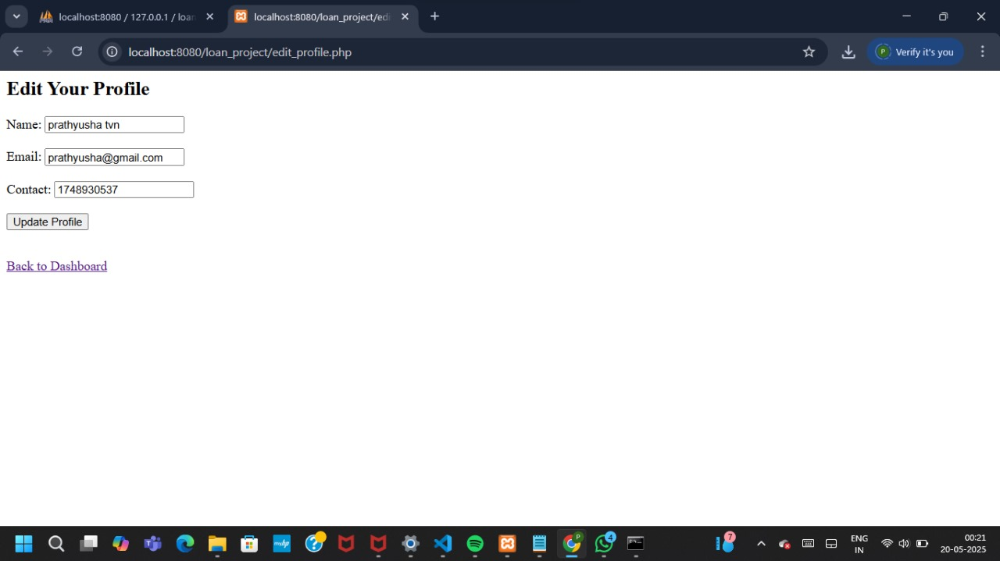 localhost:8080 / 127.0.0.1 / loan
localhost:8080/loan_project/edi
localhost:8080/loan_project/edit_profile.php
P
Verify it's you
Edit Your Profile
Name: prathyusha tvn
Email: prathyusha@gmail.com
Contact: 1748930537
Update Profile
Back to Dashboard
myhp
P
4
7
ENG
IN
00:21
20-05-2025